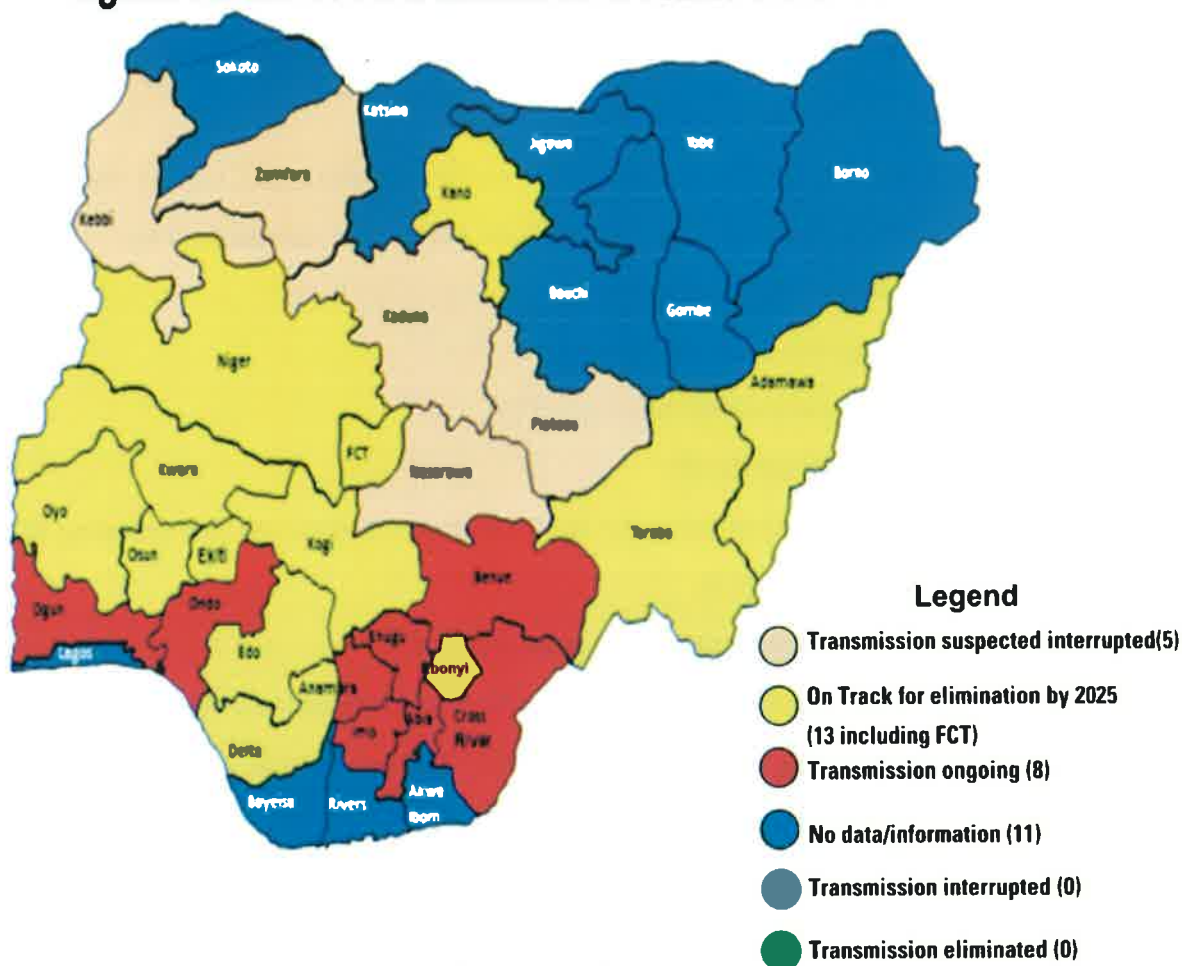 Sokoto
Katsina
Jigawa
Yobe
Borno
Zamfara
Kano
Kebbi
Bauchi
Gombe
Kaduna
Niger
Adamawa
Plateau
FCT
Nasarawa
Kwara
Oyo
Taraba
Kogi
Osun
Ekiti
Benue
Ogun
Ondo
Enugu
Lagos
Edo
Ebonyi
Anambra
Abia
Cross
River
Imo
Delta
Bayelsa
Rivers
Akwa
Ibom
Legend
Transmission suspected interrupted(5)
On Track for elimination by 2025
(13 including FCT)
Transmission ongoing (8)
No data/information (11)
Transmission interrupted (0)
Transmission eliminated (0)